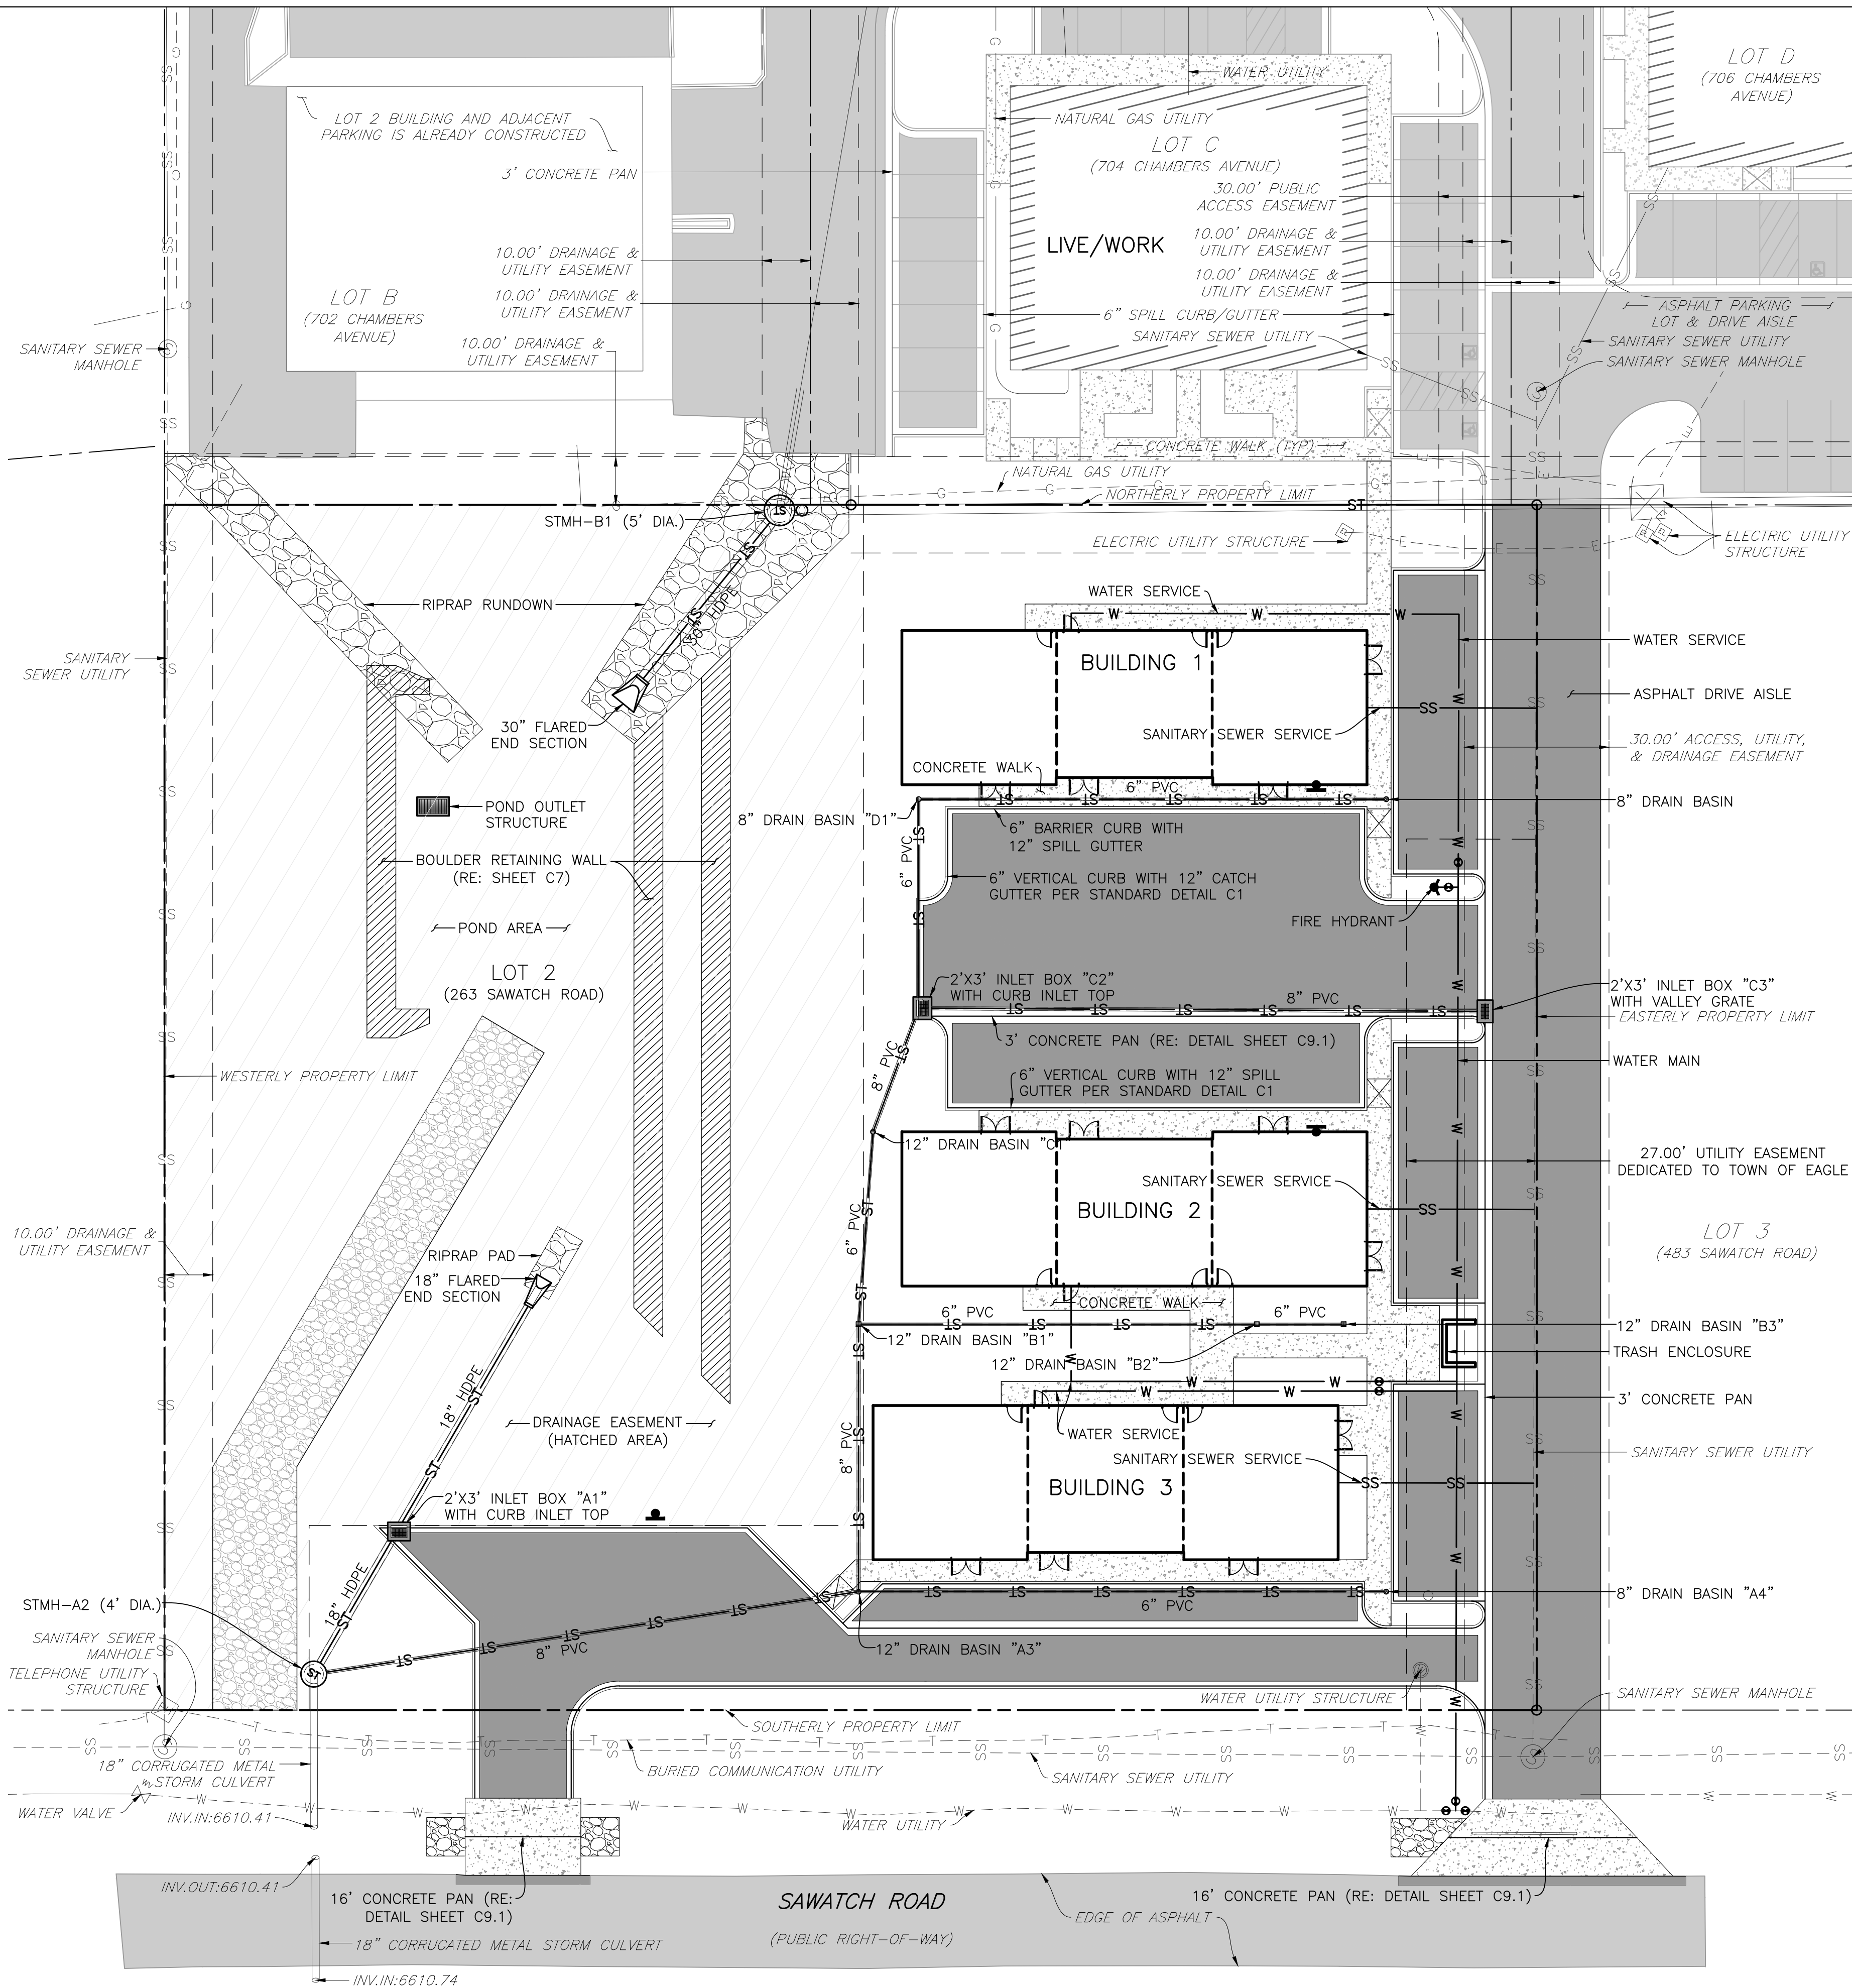 LOT D
(706 CHAMBERS
AVENUE)
WATER UTILITY
LOT 2 BUILDING AND ADJACENT
PARKING IS ALREADY CONSTRUCTED
NATURAL GAS UTILITY
LOT C
(704 CHAMBERS AVENUE)
3' CONCRETE PAN
30.00' PUBLIC
ACCESS EASEMENT
LIVE/WORK
10.00' DRAINAGE &
UTILITY EASEMENT
10.00' DRAINAGE &
UTILITY EASEMENT
10.00' DRAINAGE &
UTILITY EASEMENT
10.00' DRAINAGE &
UTILITY EASEMENT
LOT B
(702 CHAMBERS
AVENUE)
6" SPILL CURB/GUTTER
ASPHALT PARKING
LOT & DRIVE AISLE
SANITARY SEWER UTILITY
SANITARY SEWER UTILITY
SANITARY SEWER MANHOLE
SANITARY SEWER
MANHOLE
10.00' DRAINAGE &
UTILITY EASEMENT
CONCRETE WALK (TYP)
NATURAL GAS UTILITY
NORTHERLY PROPERTY LIMIT
ST
STMH-B1 (5' DIA.)
ST
ELECTRIC UTILITY STRUCTURE
ELECTRIC UTILITY
STRUCTURE
30" HDPE
RIPRAP RUNDOWN
WATER SERVICE
WATER SERVICE
BUILDING 1
SANITARY
SEWER UTILITY
ASPHALT DRIVE AISLE
30" FLARED
END SECTION
SANITARY SEWER SERVICE
SS
30.00' ACCESS, UTILITY,
& DRAINAGE EASEMENT
CONCRETE WALK
6" PVC
POND OUTLET
STRUCTURE
8" DRAIN BASIN "D1"
8" DRAIN BASIN
6" BARRIER CURB WITH
12" SPILL GUTTER
BOULDER RETAINING WALL
(RE: SHEET C7)
6" PVC
6" VERTICAL CURB WITH 12" CATCH
GUTTER PER STANDARD DETAIL C1
FIRE HYDRANT
POND AREA
LOT 2
(263 SAWATCH ROAD)
2'X3' INLET BOX "C2"
WITH CURB INLET TOP
8" PVC
2'X3' INLET BOX "C3"
WITH VALLEY GRATE
EASTERLY PROPERTY LIMIT
3' CONCRETE PAN (RE: DETAIL SHEET C9.1)
WATER MAIN
8" PVC
WESTERLY PROPERTY LIMIT
6" VERTICAL CURB WITH 12" SPILL
GUTTER PER STANDARD DETAIL C1
12" DRAIN BASIN "C1
27.00' UTILITY EASEMENT
DEDICATED TO TOWN OF EAGLE
SANITARY SEWER SERVICE
SS
BUILDING 2
6" PVC
LOT 3
(483 SAWATCH ROAD)
10.00' DRAINAGE &
UTILITY EASEMENT
RIPRAP PAD
18" FLARED
END SECTION
CONCRETE WALK
6" PVC
6" PVC
12" DRAIN BASIN "B1"
12" DRAIN BASIN "B2"
12" DRAIN BASIN "B3"
TRASH ENCLOSURE
18" HDPE
3' CONCRETE PAN
DRAINAGE EASEMENT
(HATCHED AREA)
8" PVC
WATER SERVICE
SANITARY SEWER SERVICE
SANITARY SEWER UTILITY
BUILDING 3
SS SS
2'X3' INLET BOX "A1"
WITH CURB INLET TOP
18" HDPE
STMH-A2 (4' DIA.)
ST
8" DRAIN BASIN "A4"
6" PVC
SANITARY SEWER
MANHOLE
8" PVC
12" DRAIN BASIN "A3"
TELEPHONE UTILITY
STRUCTURE
WATER UTILITY STRUCTURE
SANITARY SEWER MANHOLE
SOUTHERLY PROPERTY LIMIT
18" CORRUGATED METAL
STORM CULVERT
BURIED COMMUNICATION UTILITY
SANITARY SEWER UTILITY
WATER VALVE
INV.IN:6610.41
WATER UTILITY
INV.OUT:6610.41
16' CONCRETE PAN (RE:
DETAIL SHEET C9.1)
SAWATCH ROAD
(PUBLIC RIGHT-OF-WAY)
16' CONCRETE PAN (RE: DETAIL SHEET C9.1)
EDGE OF ASPHALT
18" CORRUGATED METAL STORM CULVERT
INV.IN:6610.74